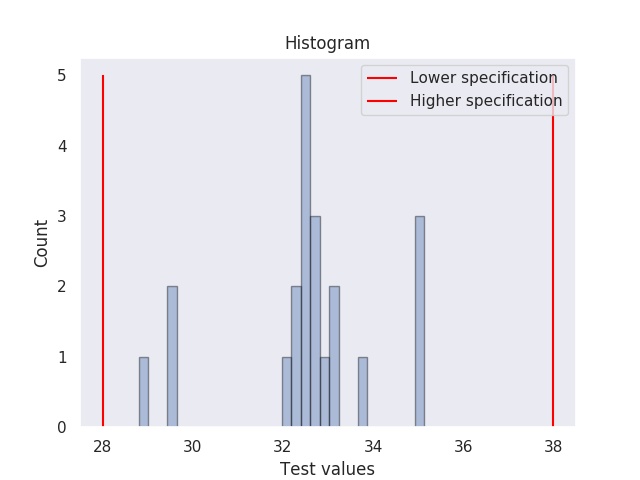 Histogram
Lower specification
Higher specification
5
4
3
2
1
0
Count
28 30 32 34 36 38
Test values